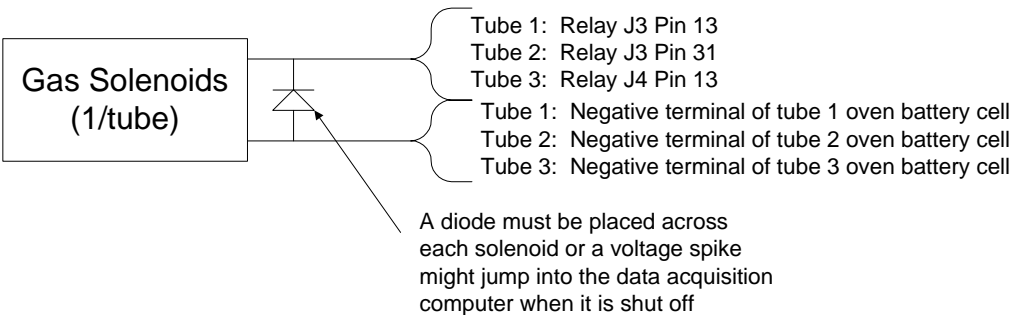 Gas Solenoids
(1/tube)
Tube 1:  Relay J3 Pin 13
Tube 2:  Relay J3 Pin 31
Tube 3:  Relay J4 Pin 13
Tube 1:  Negative terminal of tube 1 oven battery cell
Tube 2:  Negative terminal of tube 2 oven battery cell
Tube 3:  Negative terminal of tube 3 oven battery cell
A diode must be placed across
each solenoid or a voltage spike
might jump into the data acquisition
computer when it is shut off